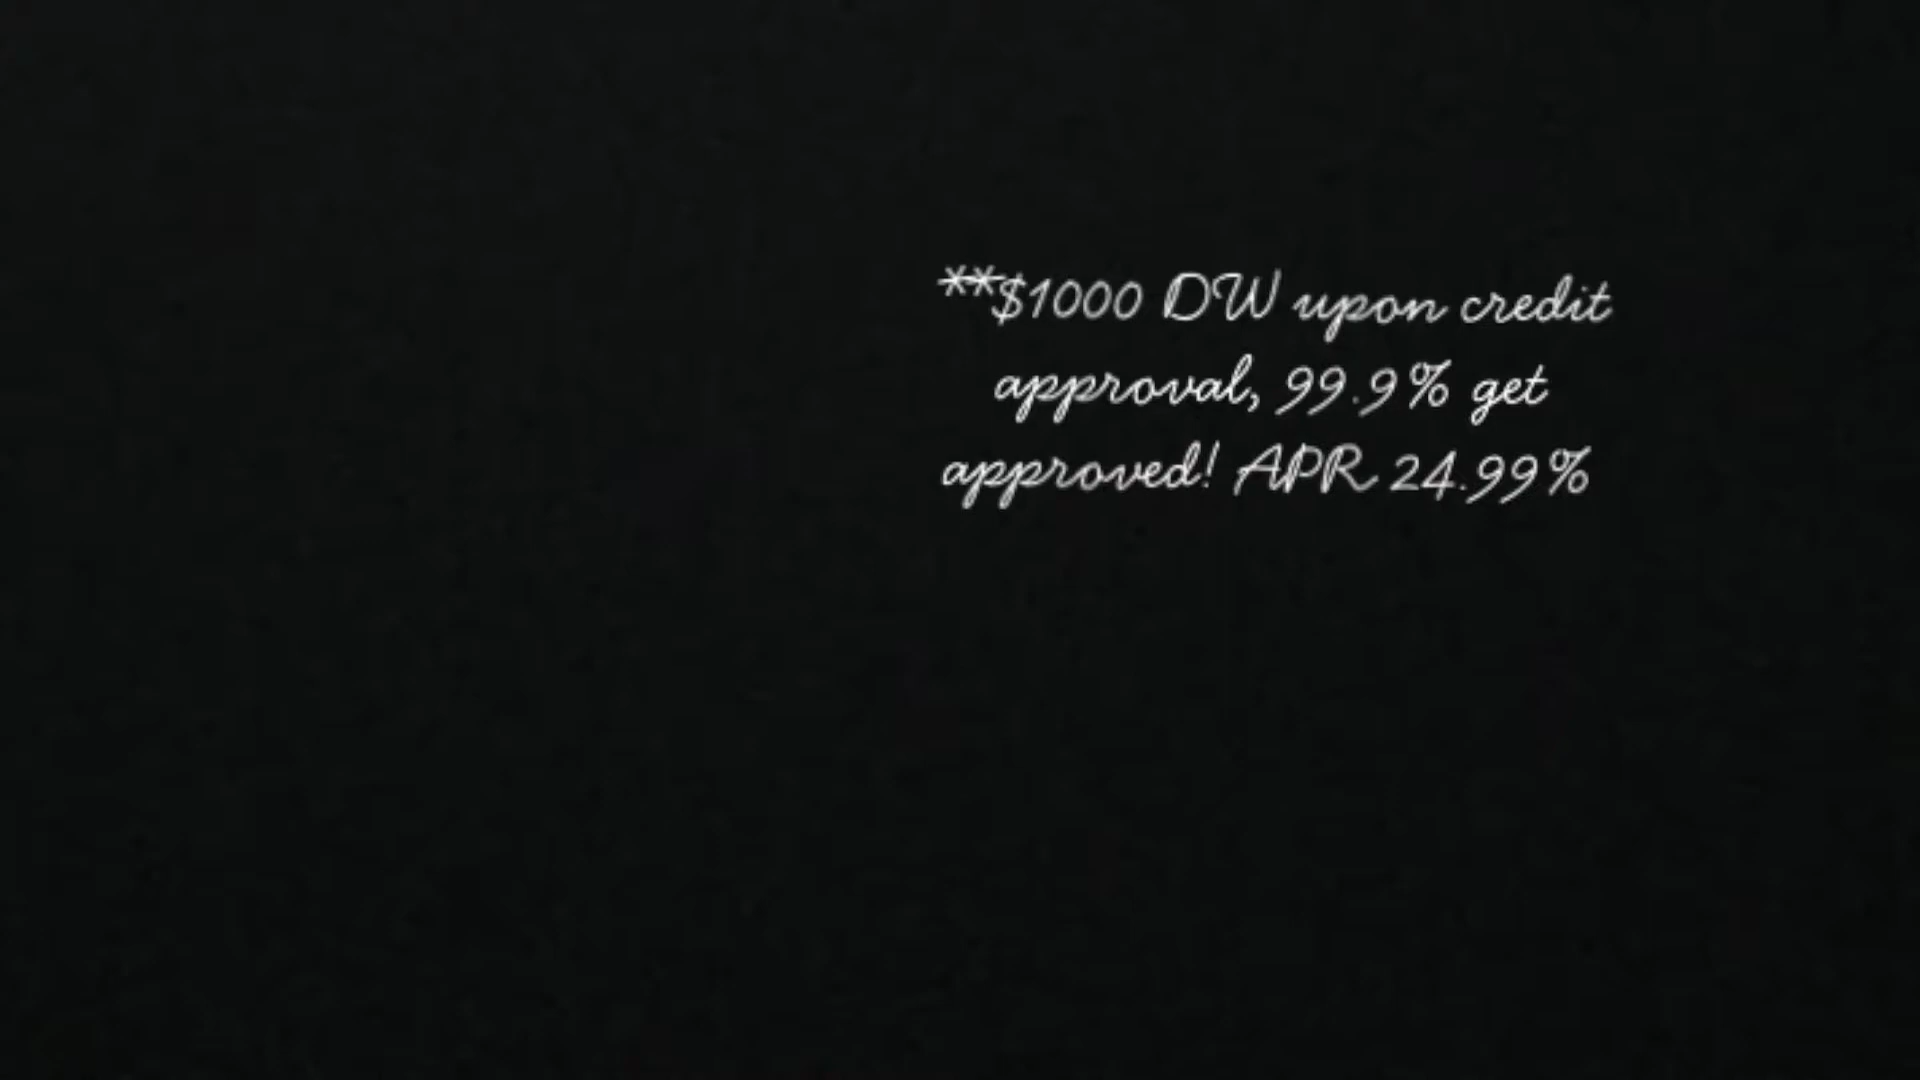 **$1000 DW upon credit
approval, 99.9% get
approved! APR 24.99%